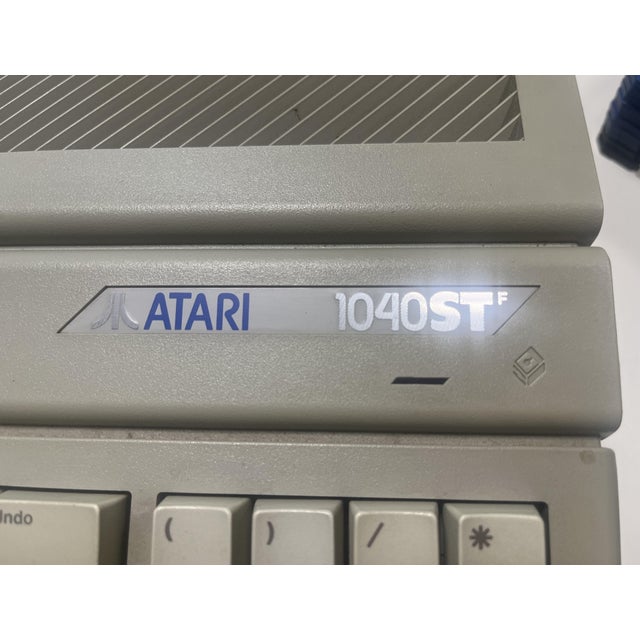 ATARI 1040STF
Undo ( ) / *